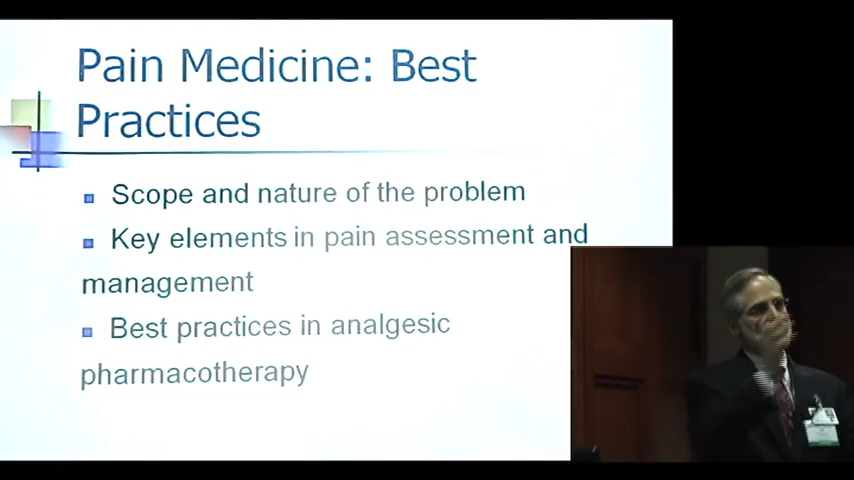 Pain Medicine: Best
Practices
Scope and nature of the problem
Key elements in pain assessment and
management
Best practices in analgesic
pharmacotherapy